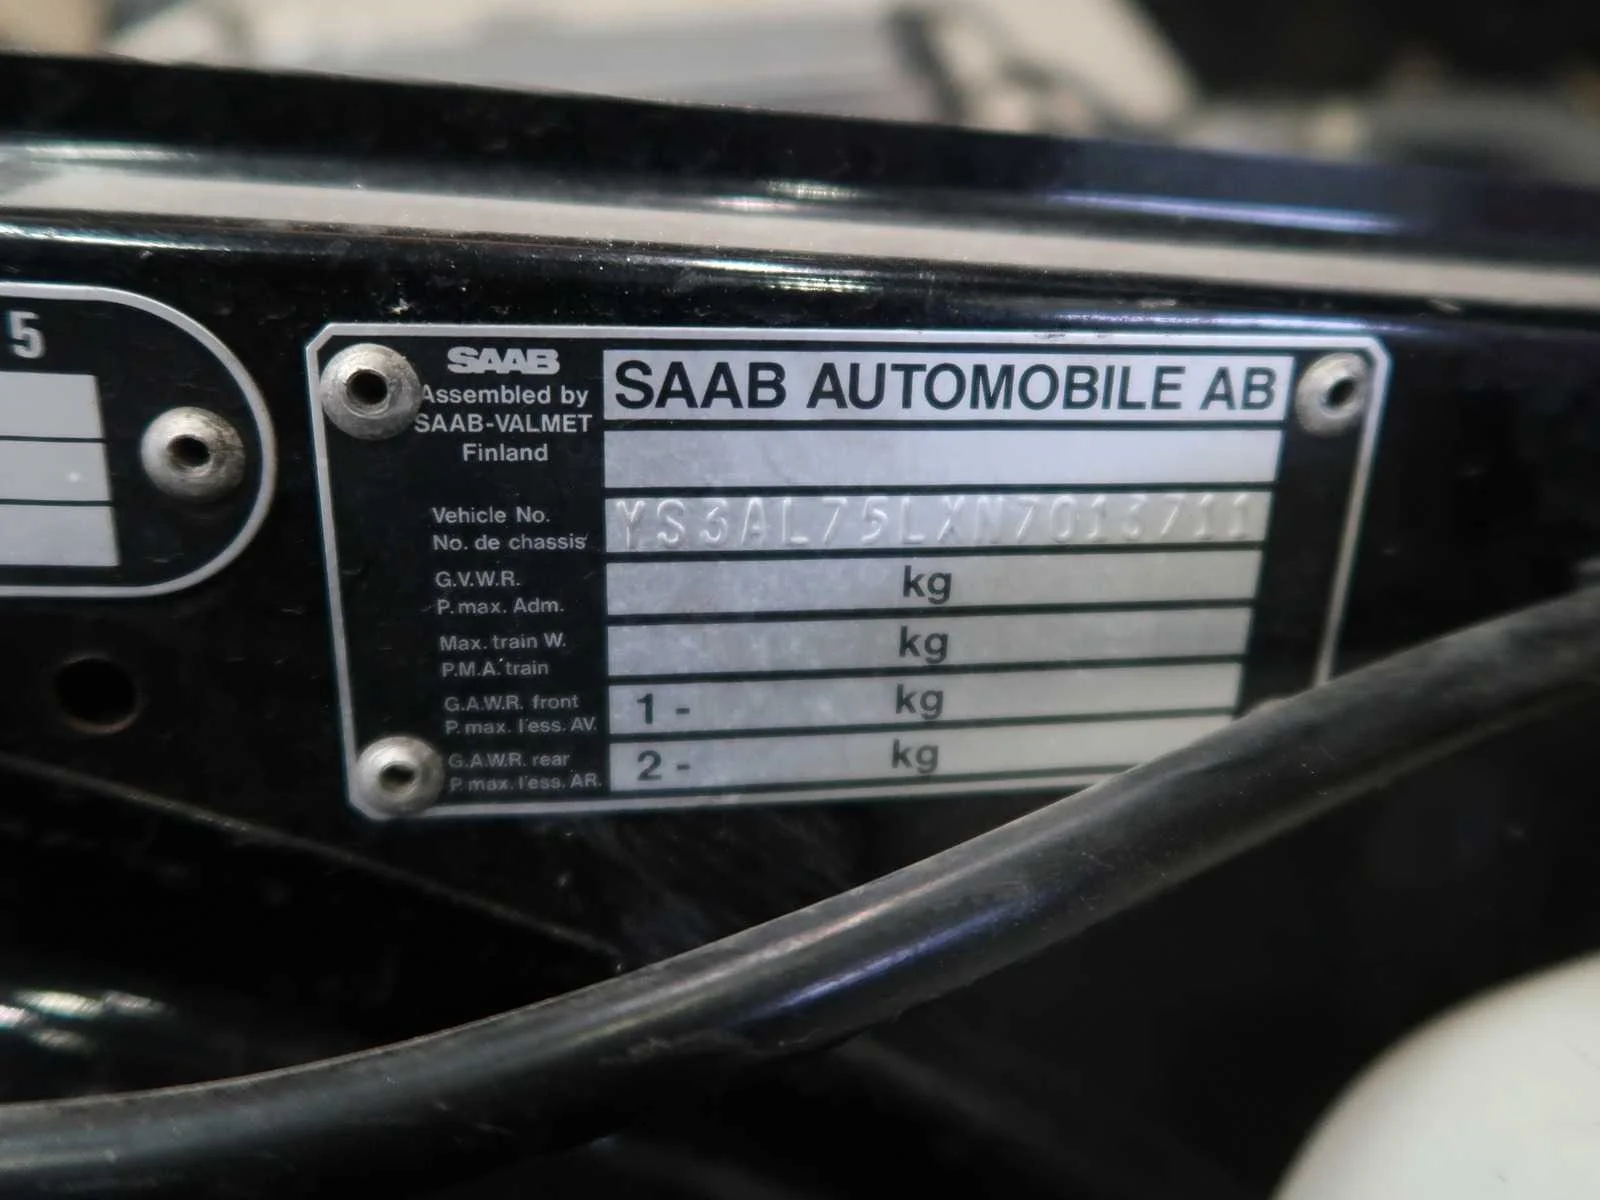 5
SAAB
Assembled by
SAAB-VALMET
Finland
SAAB AUTOMOBILE AB
Vehicle No.
No. de chassis
YS3AL75LXN7013711
G.V.W.R.
P. max. Adm.
kg
Max. train W.
P.M.A. train
kg
G.A.W.R. front
P. max. l'ess. AV.
1 - kg
G.A.W.R. rear
P. max. l'ess. AR.
2 - kg